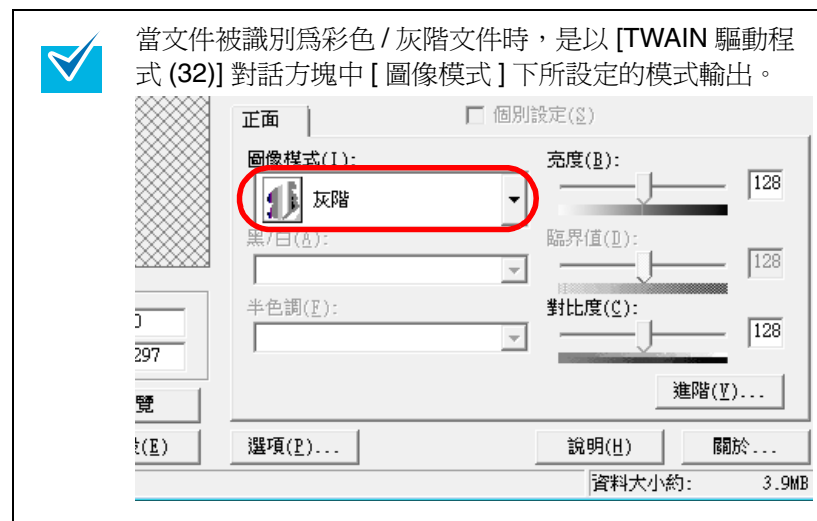 當文件被識別爲彩色 / 灰階文件時，是以 [TWAIN 驅動程
式 (32)] 對話方塊中 [ 圖像模式 ] 下所設定的模式輸出。
正面
個別設定(S)
圖像模式(I):
亮度(B):
灰階
128
黑/白(A):
臨界值(D):
128
半色調(F):
對比度(C):
128
297
覽
進階(V)...
(E)
選項(P)...
說明(H)
關於...
資料大小約: 3.9MB